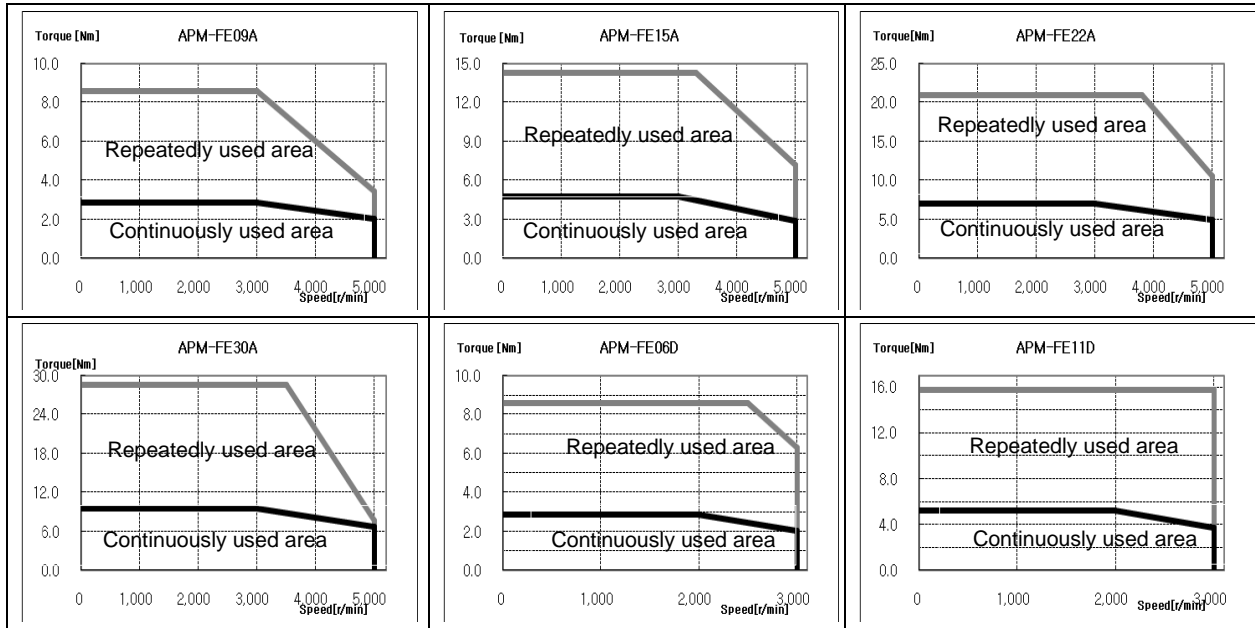 Torque [Nm] APM-FE09A
10.0
8.0
6.0
4.0
2.0
0.0
Repeatedly used area
Continuously used area
0 1,000 2,000 3,000 4,000 5,000
Speed[r/min]
Torque [Nm] APM-FE15A
15.0
12.0
9.0
6.0
3.0
0.0
Repeatedly used area
Continuously used area
0 1,000 2,000 3,000 4,000 5,000
Speed[r/min]
Torque[Nm] APM-FE22A
25.0
20.0
15.0
10.0
5.0
0.0
Repeatedly used area
Continuously used area
0 1,000 2,000 3,000 4,000 5,000
Speed[r/min]
APM-FE30A
Torque[Nm]
30.0
24.0
18.0
12.0
6.0
0.0
Repeatedly used area
Continuously used area
0 1,000 2,000 3,000 4,000 5,000
Speed[r/min]
Torque [Nm] APM-FE06D
10.0
8.0
6.0
4.0
2.0
0.0
Repeatedly used area
Continuously used area
0 1,000 2,000 3,000
Speed[r/min]
Torque[Nm] APM-FE11D
16.0
12.0
8.0
4.0
0.0
Repeatedly used area
Continuously used area
0 1,000 2,000 3,000
Speed[r/min]